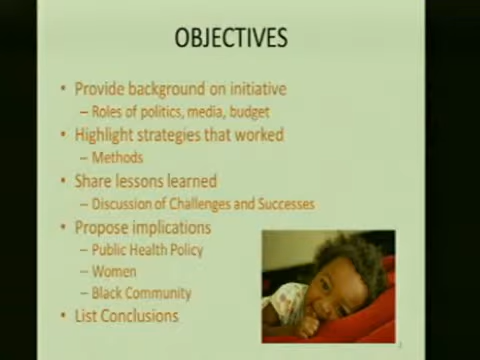 OBJECTIVES
• Provide background on initiative
– Roles of politics, media, budget
• Highlight strategies that worked
– Methods
• Share lessons learned
– Discussion of Challenges and Successes
• Propose implications
– Public Health Policy
– Women
– Black Community
• List Conclusions